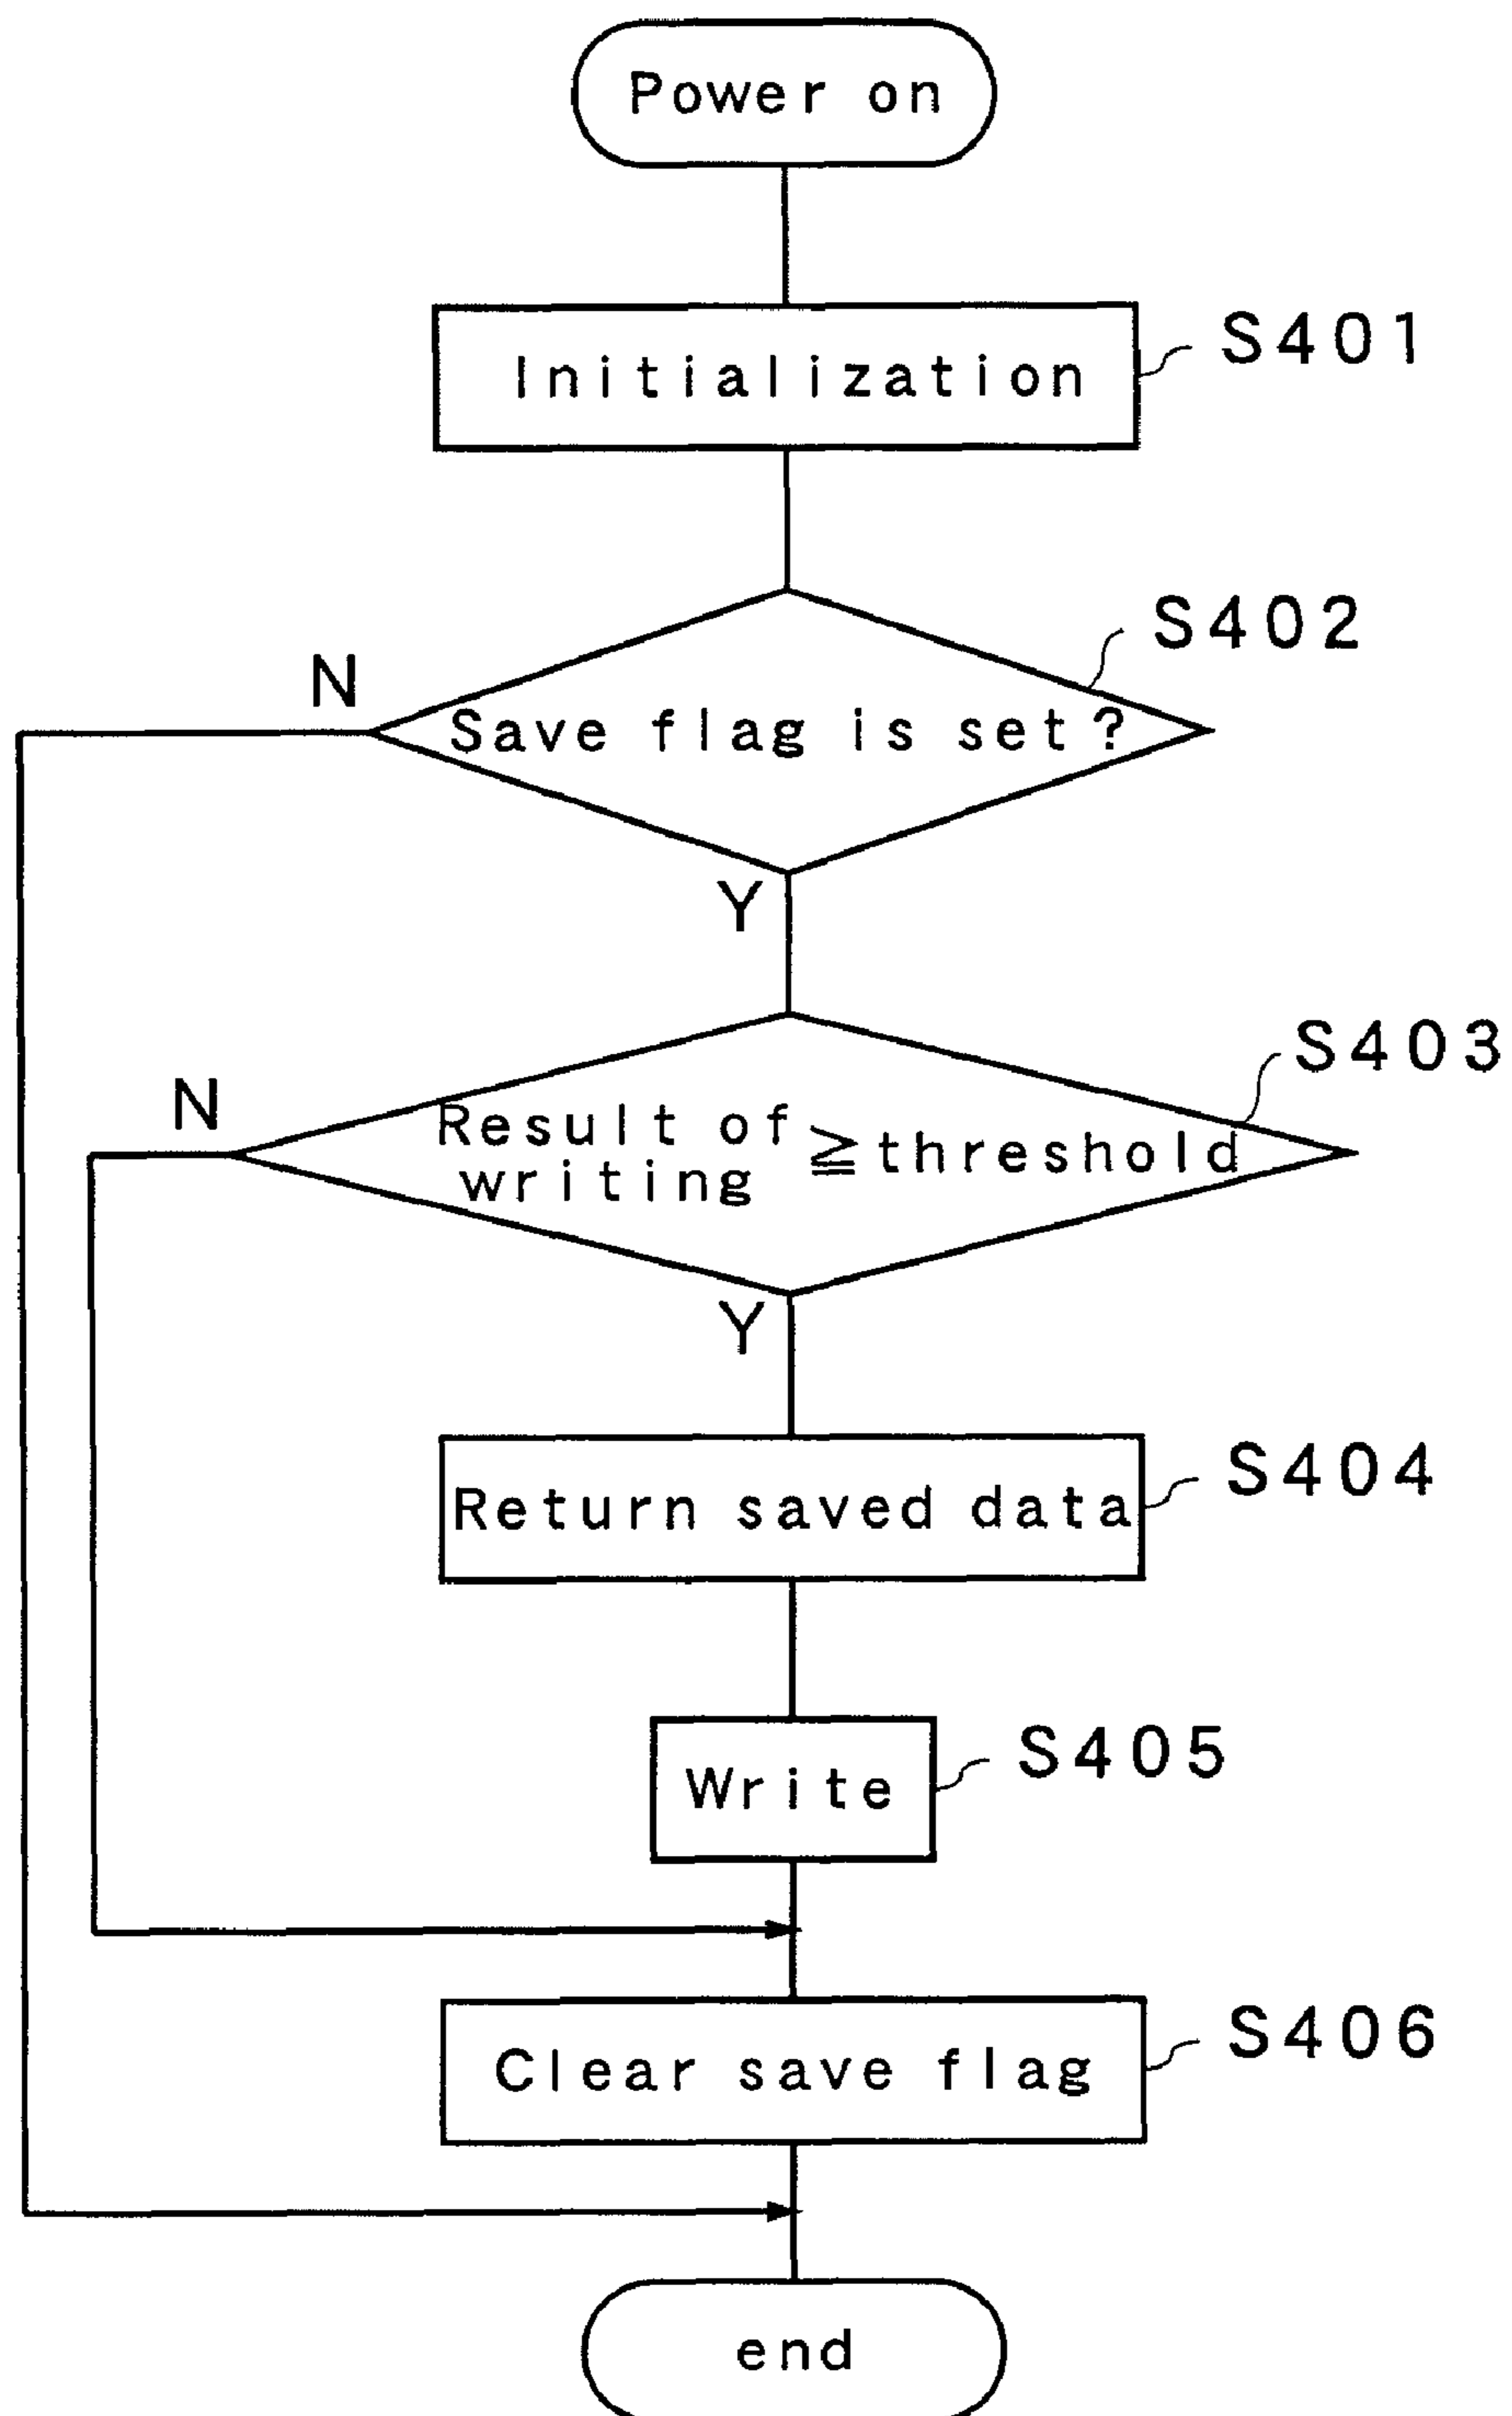 Power on
Initialization
S401
S402
N
Save flag is set?
Y
S403
N
Result of
writing
≧threshold
Y
Return saved data
S404
Write
S405
Clear save flag
S406
end